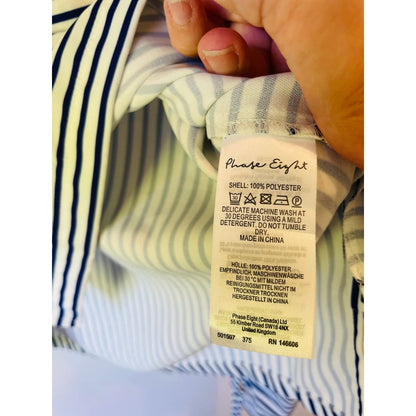 Phase Eight
SHELL: 100% POLYESTER
30
DELICATE MACHINE WASH AT
30 DEGREES USING A MILD
DETERGENT. DO NOT TUMBLE
DRY.
MADE IN CHINA
HÜLLE: 100% POLYESTER
EMPFINDLICH, MASCHINENWÄSCHE
BEI 30 °C MIT MILDEM
REINIGUNGSMITTEL NICHT IM
TROCKNER TROCKNEN
HERGESTELLT IN CHINA
Phase Eight (Canada) Ltd
55 Kimber Road SW18 4NX
United Kingdom
501597 375 RN 146606